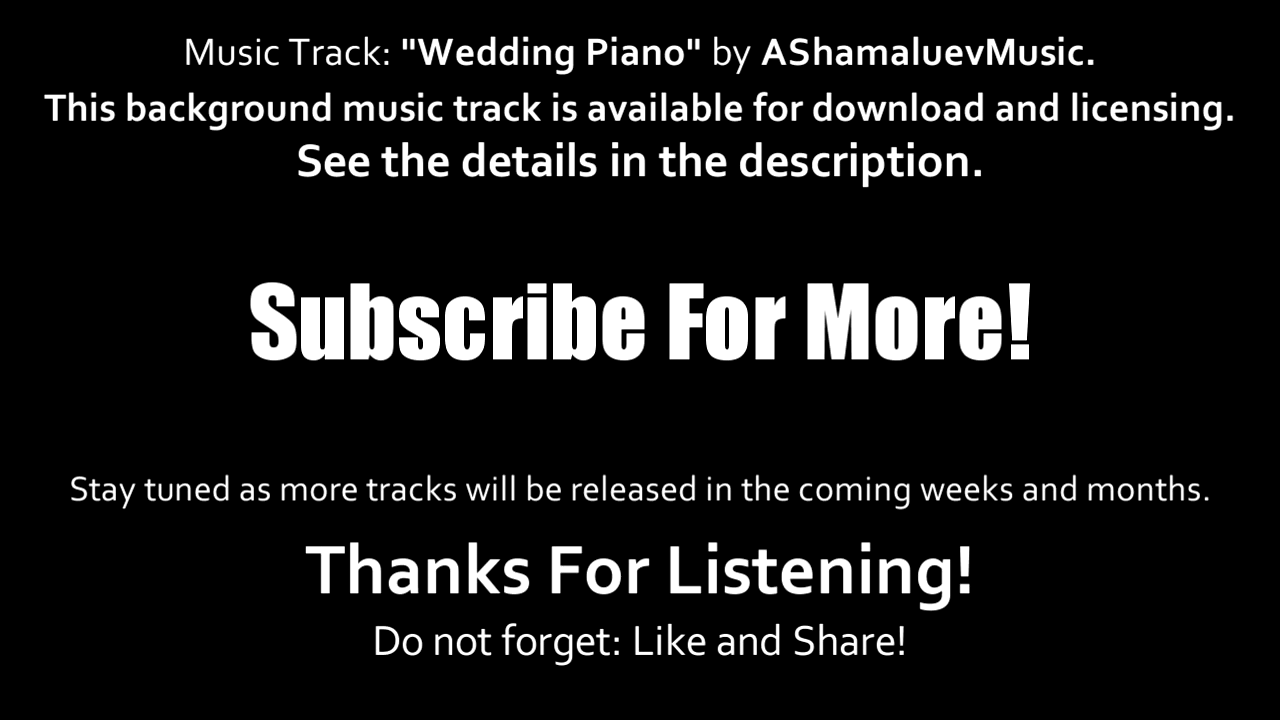 Music Track: "Wedding Piano" by AShamaluevMusic.
This background music track is available for download and licensing.
See the details in the description.
Subscribe For More!
Stay tuned as more tracks will be released in the coming weeks and months.
Thanks For Listening!
Do not forget: Like and Share!